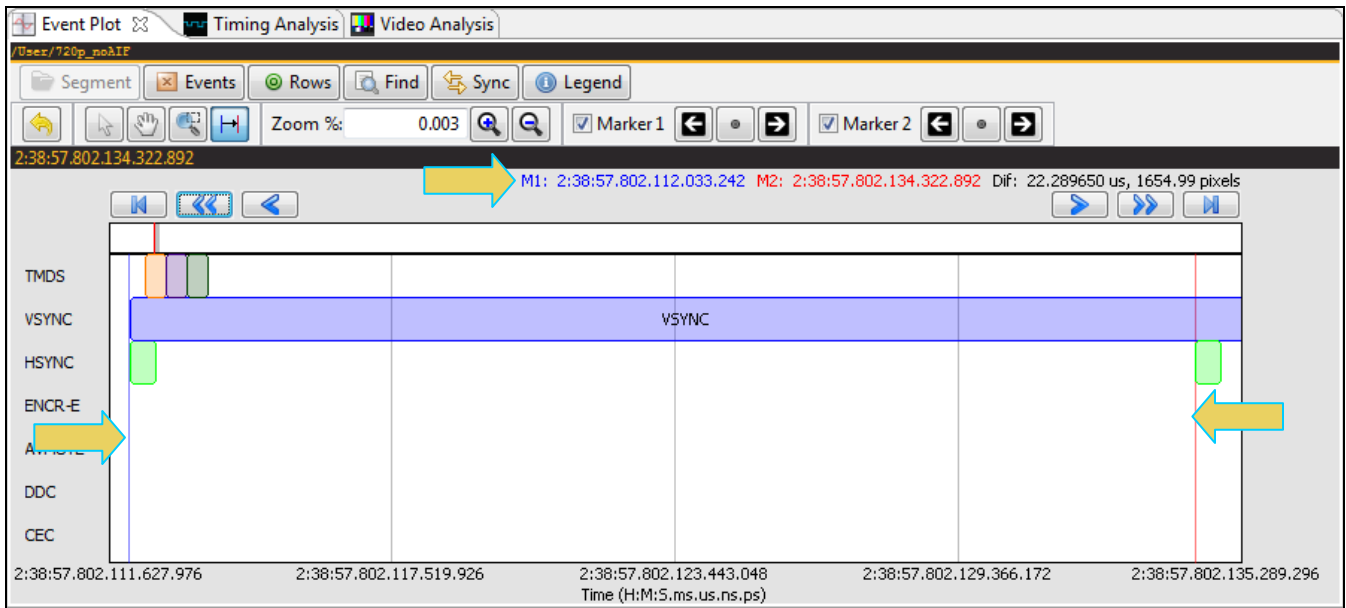 Event Plot Timing Analysis Video Analysis
/User/720p_noAIF
Segment Events Rows Find Sync Legend
Zoom %: 0.003 Marker 1 Marker 2
2:38:57.802.134.322.892
M1: 2:38:57.802.112.033.242 M2: 2:38:57.802.134.322.892 Dif: 22.289650 us, 1654.99 pixels
TMDS
VSYNC VSYNC
HSYNC
ENCR-E
DDC
CEC
2:38:57.802.111.627.976 2:38:57.802.117.519.926 2:38:57.802.123.443.048 2:38:57.802.129.366.172 2:38:57.802.135.289.296
Time (H:M:S.ms.us.ns.ps)